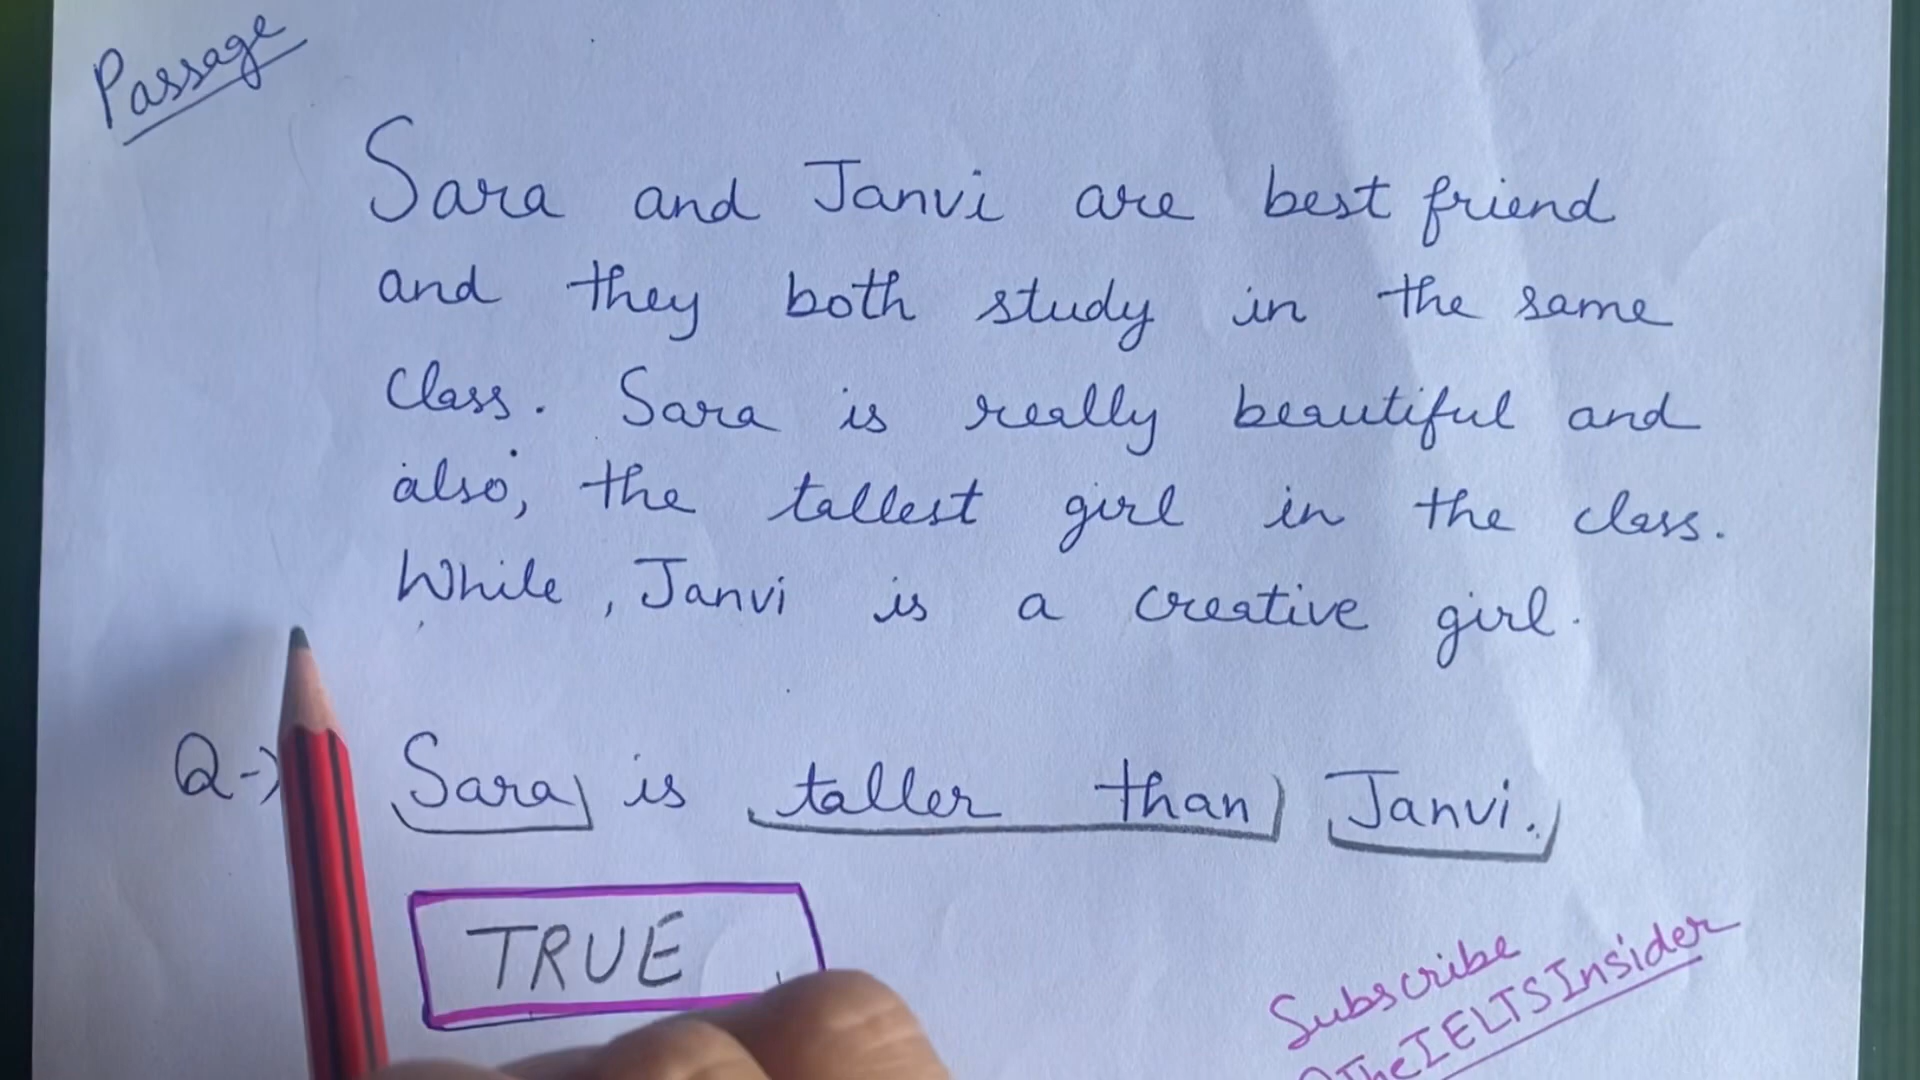 Passage
Sara and Janvi are best friend
and they both study in the same
class. Sara is really beautiful and
also, the tallest girl in the class.
While, Janvi is a creative girl.
Q→ Sara is taller than Janvi.
TRUE
Subscribe
@TheIELTSInsider